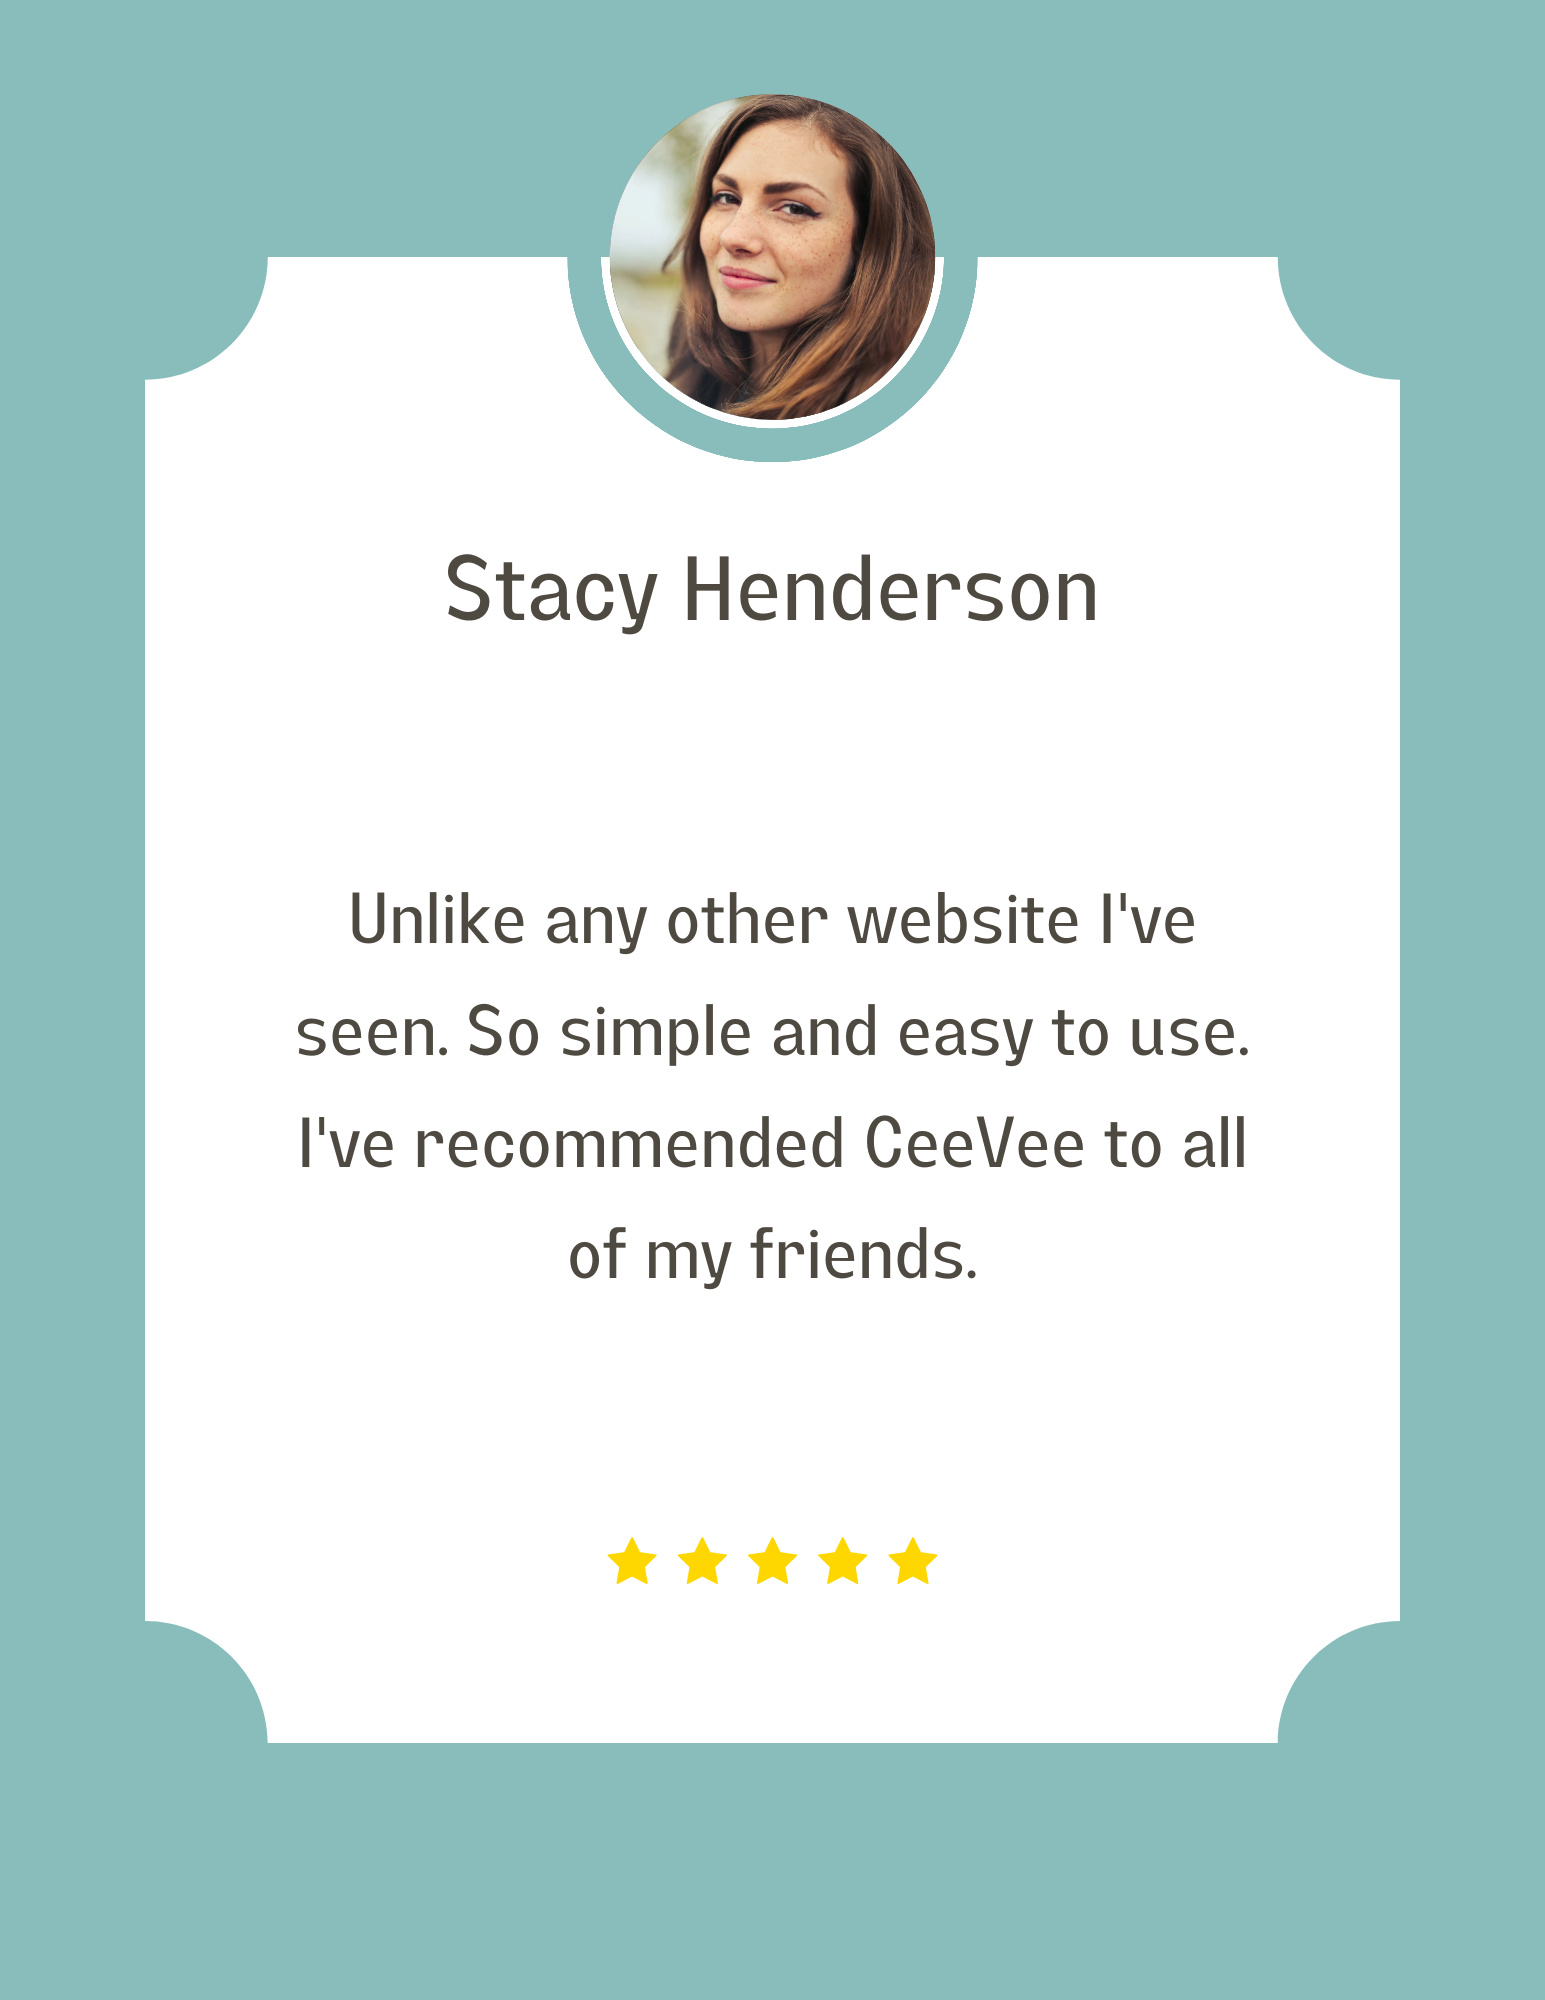 Stacy Henderson
Unlike any other website I've
seen. So simple and easy to use.
I've recommended CeeVee to all
of my friends.